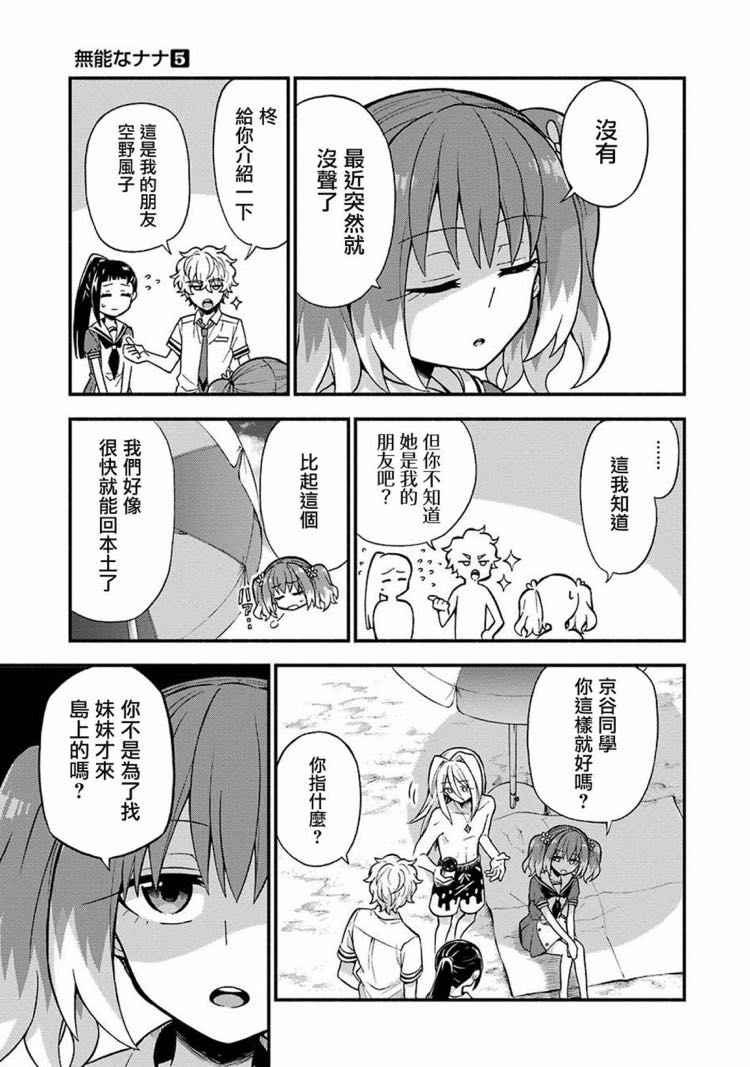 無能なナナ5
沒有
最近突然就
沒聲了
柊
給你介紹一下
這是我的朋友
空野風子
……
這我知道
但你不知道
她是我的
朋友吧？
比起這個
我們好像
很快就能回本土了
京谷同學
你這樣就好嗎？
你指什麼？
你不是為了找
妹妹才來
島上的嗎？